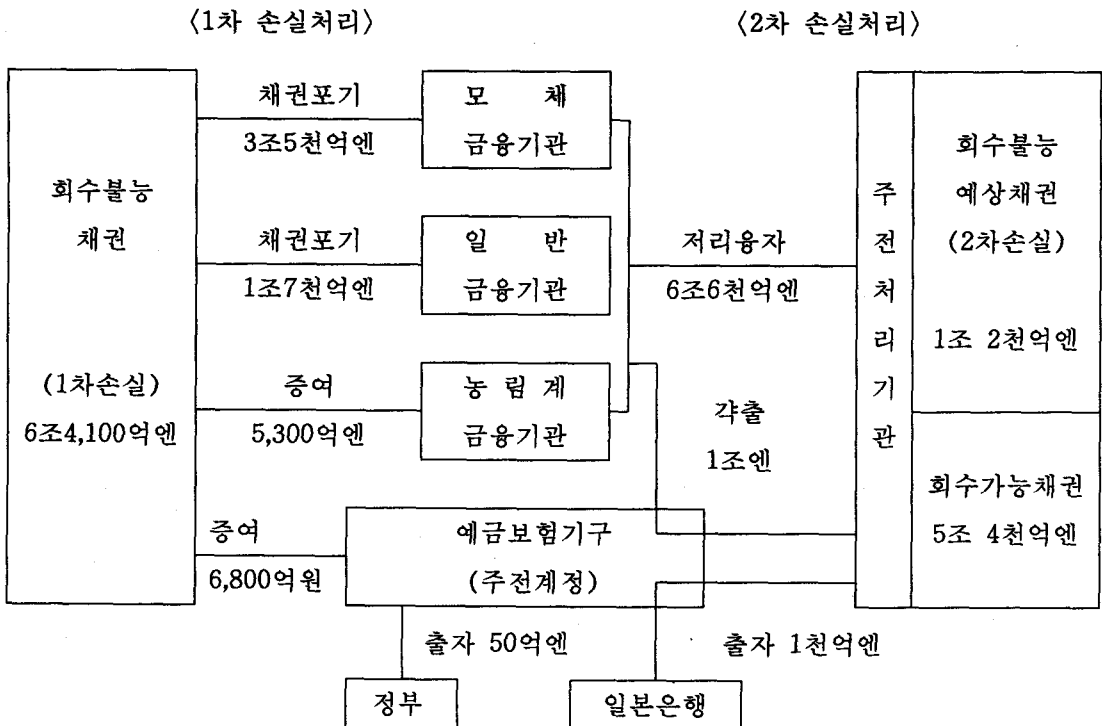 〈1차 손실처리〉
〈2차 손실처리〉
회수불능
채권
(1차손실)
6조4,100억엔
채권포기
3조5천억엔
모 체
금융기관
채권포기
1조7천억엔
일 반
금융기관
증여
5,300억엔
농 림 계
금융기관
증여
6,800억원
예금보험기구
(주전계정)
출자 50억엔
정부
저리융자
6조6천억엔
갹출
1조엔
출자 1천억엔
일본은행
주
전
처
리
기
관
회수불능
예상채권
(2차손실)
1조 2천억엔
회수가능채권
5조 4천억엔